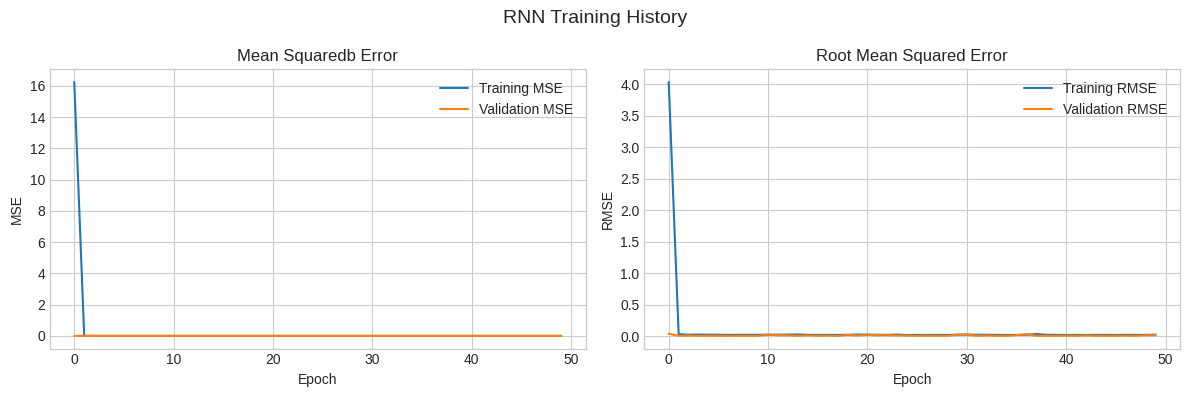 RNN Training History
Mean Squaredb Error
Root Mean Squared Error
16
14
12
10
8
6
4
2
0
MSE
Training MSE
Validation MSE
0
10
20
30
40
50
Epoch
4.0
3.5
3.0
2.5
2.0
1.5
1.0
0.5
0.0
RMSE
Training RMSE
Validation RMSE
0
10
20
30
40
50
Epoch